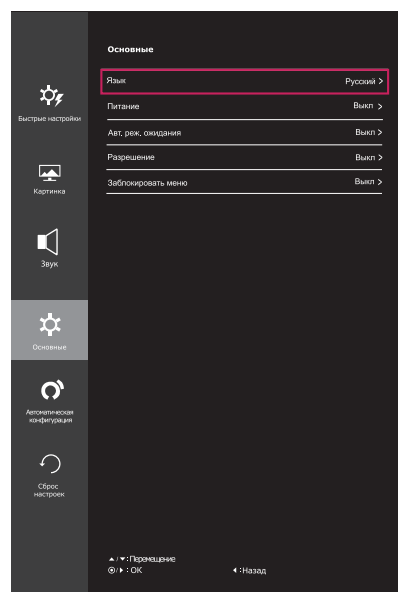 Основные
Язык Русский >
Питание Выкл >
Авт, реж, ожидания Выкл >
Разрешение Выкл >
Заблокировать меню Выкл >
Быстрые настройки
Картинка
Звук
Основные
Автоматическая
конфигурация
Сброс
настроек
▲/▼: Перемещение
⦿/▶ : OK ◀ :Назад